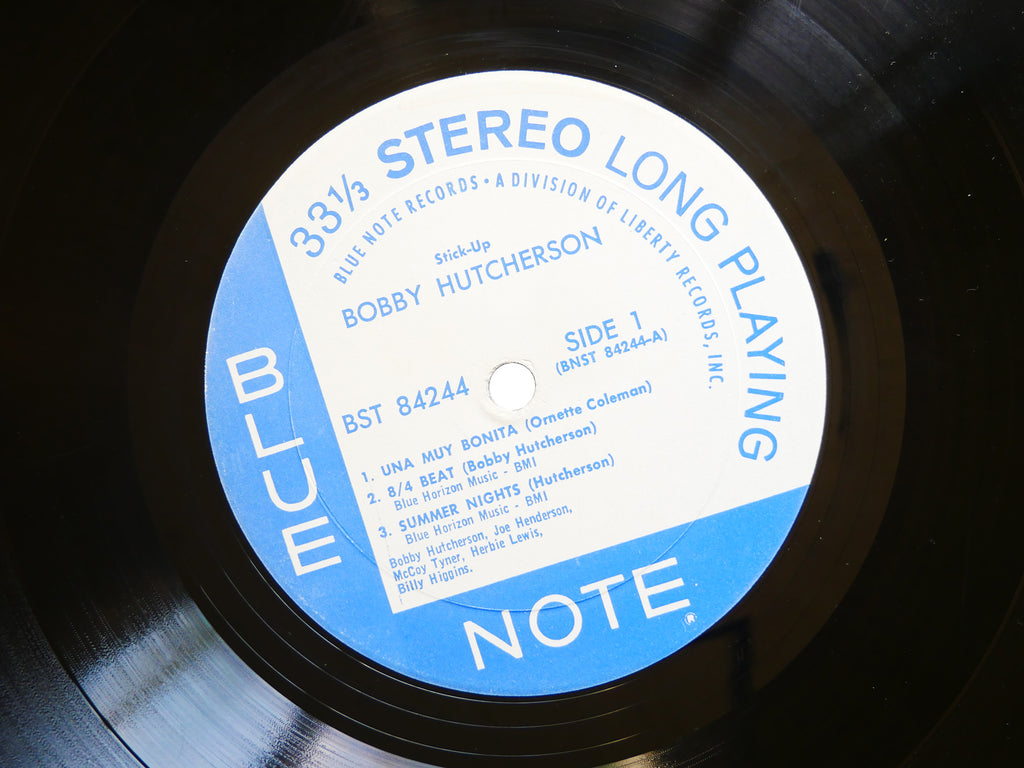 33 1/3 STEREO LONG PLAYING
BLUE NOTE RECORDS • A DIVISION OF LIBERTY RECORDS, INC.
Stick-Up
BOBBY HUTCHERSON
SIDE 1
(BNST 84244-A)
BST 84244
1. UNA MUY BONITA (Ornette Coleman)
2. 8/4 BEAT (Bobby Hutcherson)
Blue Horizon Music - BMI
3. SUMMER NIGHTS (Hutcherson)
Blue Horizon Music - BMI
Bobby Hutcherson, Joe Henderson,
McCoy Tyner, Herbie Lewis,
Billy Higgins.
BLUE
NOTE ®